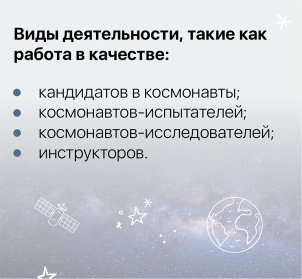 Виды деятельности, такие как
работа в качестве:
кандидатов в космонавты;
космонавтов-испытателей;
космонавтов-исследователей;
инструкторов.